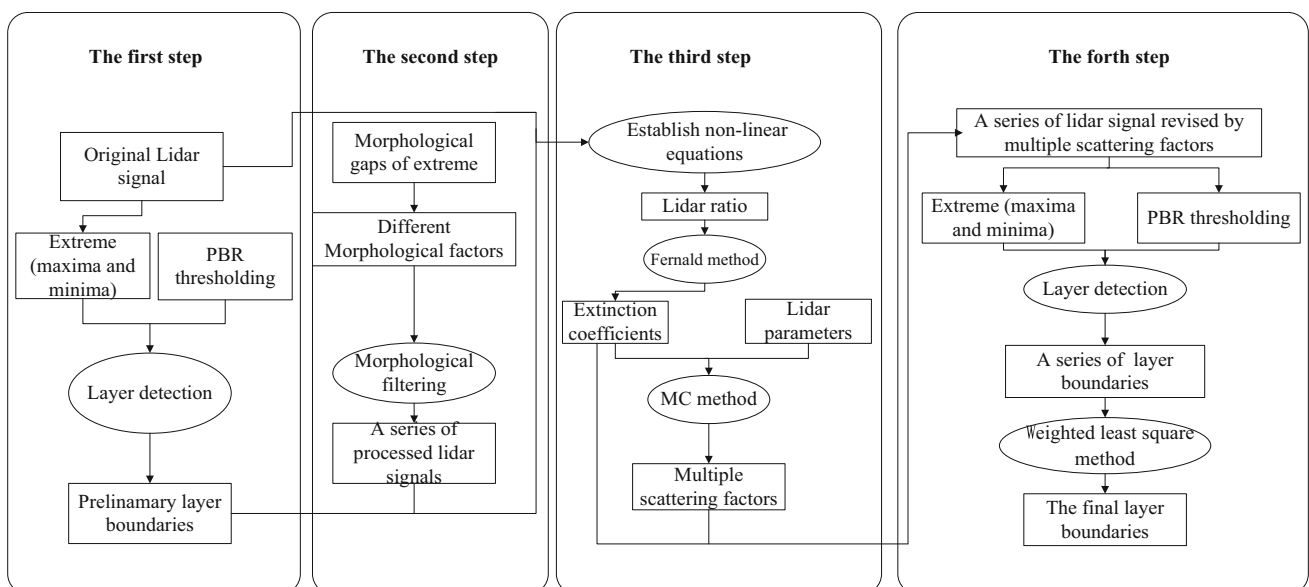 The first step
Original Lidar
signal
Extreme
(maxima and
minima)
PBR
thresholding
Layer detection
Prelinamary layer
boundaries
The second step
Morphological
gaps of extreme
Different
Morphological factors
Morphological
filtering
A series of
processed lidar
signals
The third step
Establish non-linear
equations
Lidar ratio
Fernald method
Extinction
coefficients
Lidar
parameters
MC method
Multiple
scattering factors
The forth step
A series of lidar signal revised by
multiple scattering factors
Extreme (maxima
and minima)
PBR thresholding
Layer detection
A series of layer
boundaries
Weighted least square
method
The final layer
boundaries